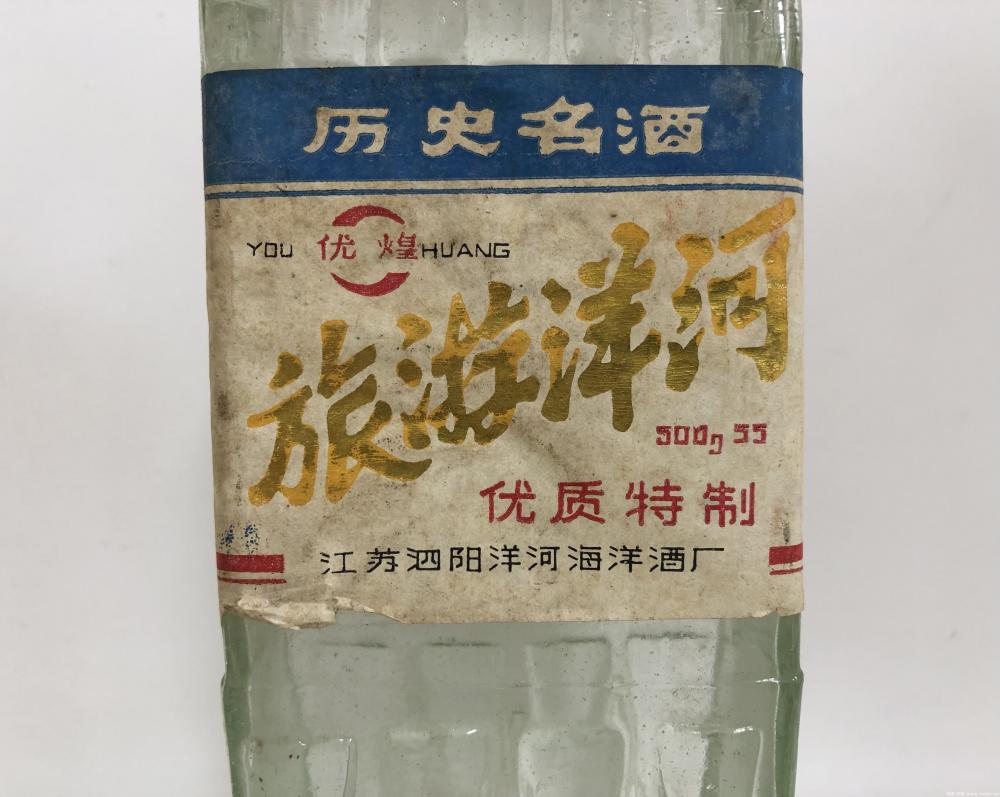 历史名酒
YOU 优煌 HUANG
旅游洋河
500g 55
优质特制
江苏泗阳洋河海洋酒厂